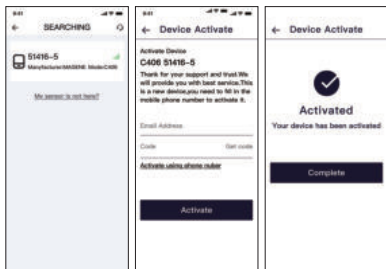 9:41
SEARCHING
51416-5
Manufacturer:MAGENE Mode:C406
My sensor is not here?
9:41
Device Activate
Activate Device
C406 51416-5
Thank for your support and trust.We
will provide you with best service.This
is a new device,you need to fill in the
mobile phone number to activate it.
Email Address
Code Get code
Activate using phone nuber
Activate
9:41
Device Activate
Activated
Your device has been activated
Complete